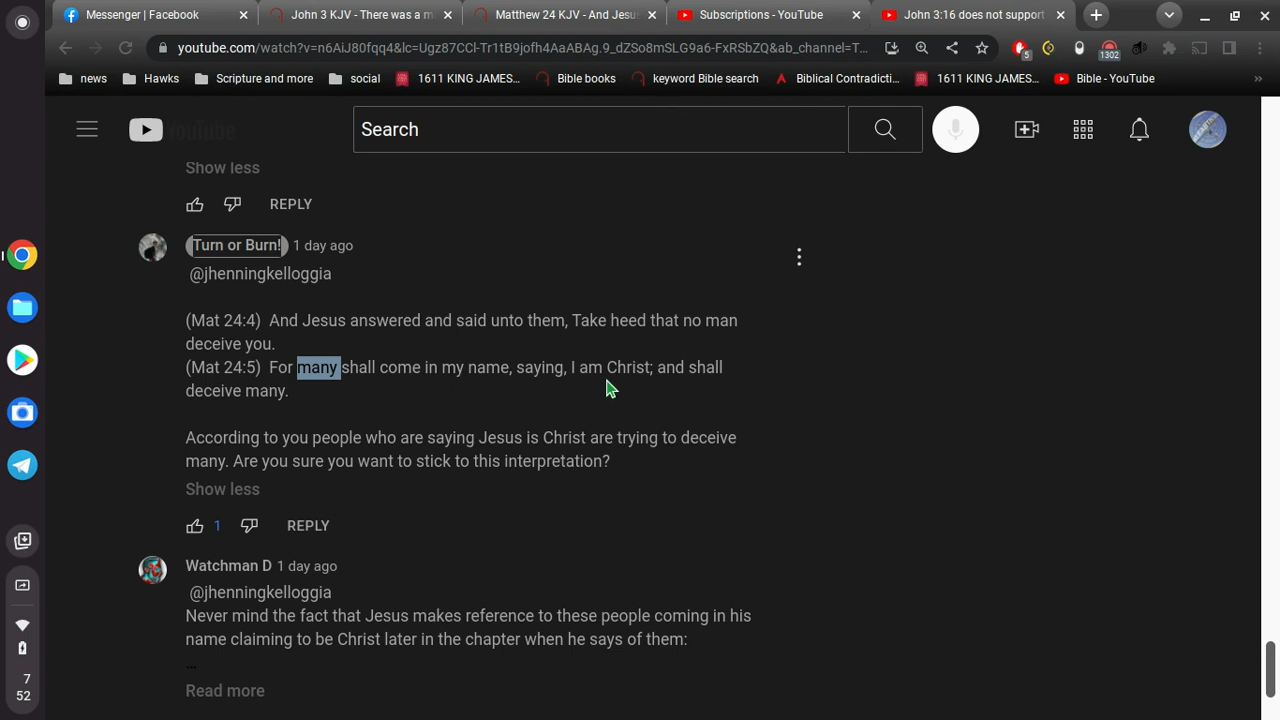 Messenger | Facebook
John 3 KJV - There was a m
Matthew 24 KJV - And Jesus
Subscriptions - YouTube
John 3:16 does not support
youtube.com/watch?v=n6AiJ80fqq4&lc=Ugz87CCl-Tr1tB9jofh4AaABAg.9_dZSo8mSLG9a6-FxRSbZQ&ab_channel=T...
5
1302
news
Hawks
Scripture and more
social
1611 KING JAMES...
Bible books
keyword Bible search
Biblical Contradicti...
1611 KING JAMES...
Bible - YouTube
»
YouTube
Search
Show less
REPLY
Turn or Burn! 1 day ago
@jhenningkelloggia
(Mat 24:4) And Jesus answered and said unto them, Take heed that no man
deceive you.
(Mat 24:5) For many shall come in my name, saying, I am Christ; and shall
deceive many.
According to you people who are saying Jesus is Christ are trying to deceive
many. Are you sure you want to stick to this interpretation?
Show less
1 REPLY
Watchman D 1 day ago
@jhenningkelloggia
Never mind the fact that Jesus makes reference to these people coming in his
name claiming to be Christ later in the chapter when he says of them:
...
Read more
7
52